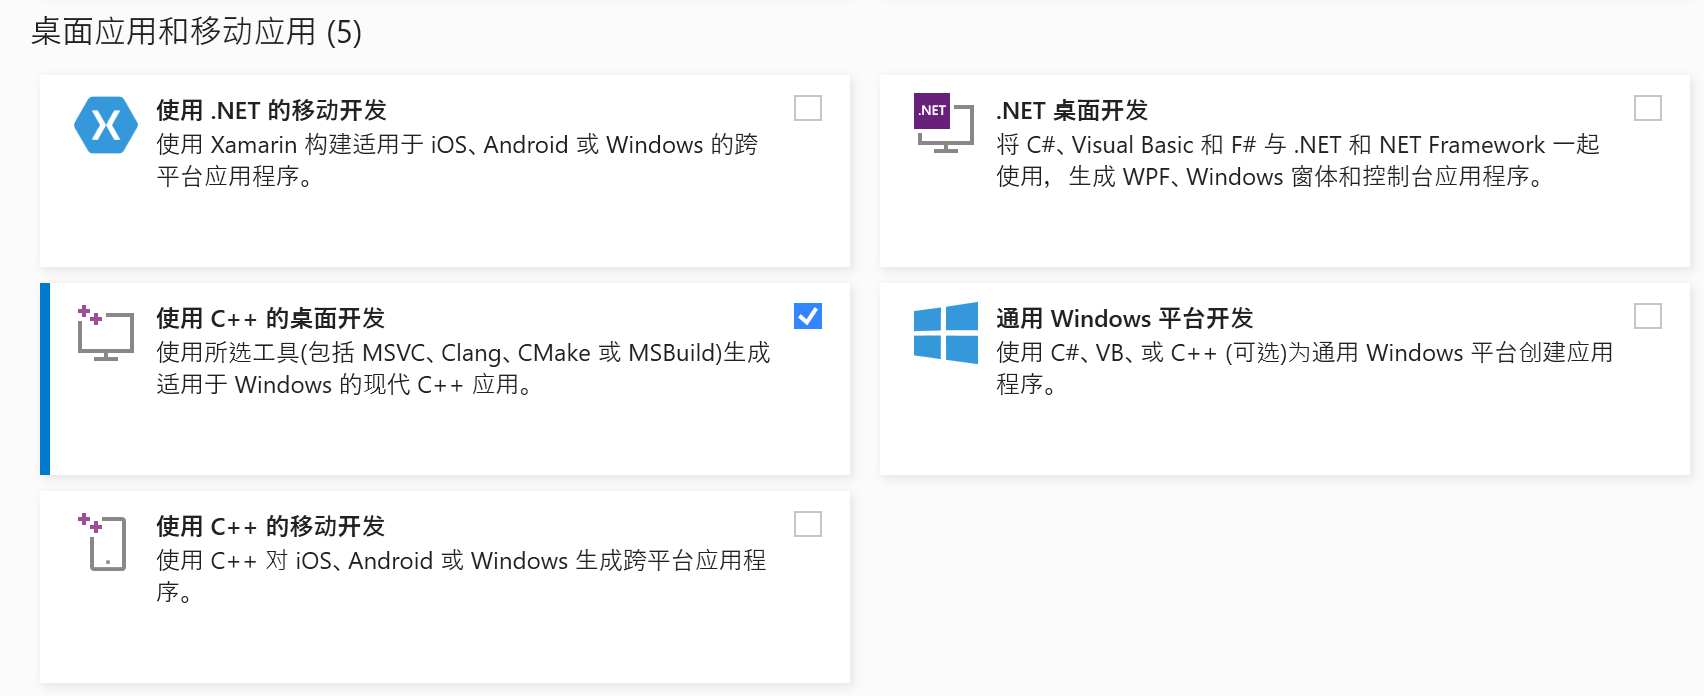 桌面应用和移动应用 (5)
使用 .NET 的移动开发
使用 Xamarin 构建适用于 iOS、Android 或 Windows 的跨
平台应用程序。
.NET
.NET 桌面开发
将 C#、Visual Basic 和 F# 与 .NET 和 NET Framework 一起
使用，生成 WPF、Windows 窗体和控制台应用程序。
使用 C++ 的桌面开发
使用所选工具(包括 MSVC、Clang、CMake 或 MSBuild)生成
适用于 Windows 的现代 C++ 应用。
通用 Windows 平台开发
使用 C#、VB、或 C++ (可选)为通用 Windows 平台创建应用
程序。
使用 C++ 的移动开发
使用 C++ 对 iOS、Android 或 Windows 生成跨平台应用程
序。